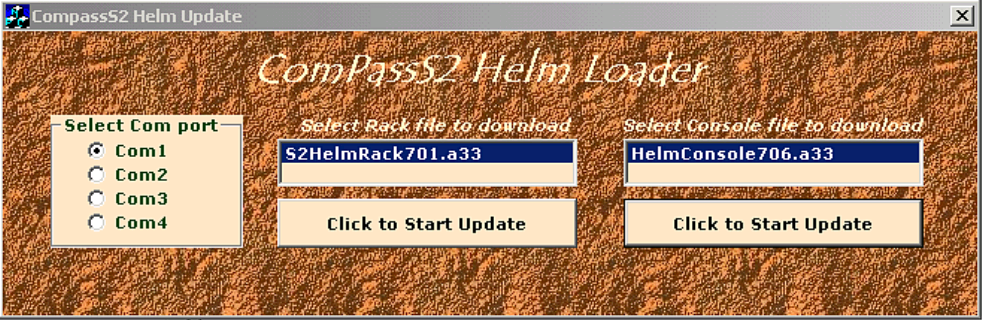 CompassS2 Helm Update
ComPassS2 Helm Loader
Select Com port
Com1
Com2
Com3
Com4
Select Rack file to download
S2HelmRack701.a33
Click to Start Update
Select Console file to download
HelmConsole706.a33
Click to Start Update